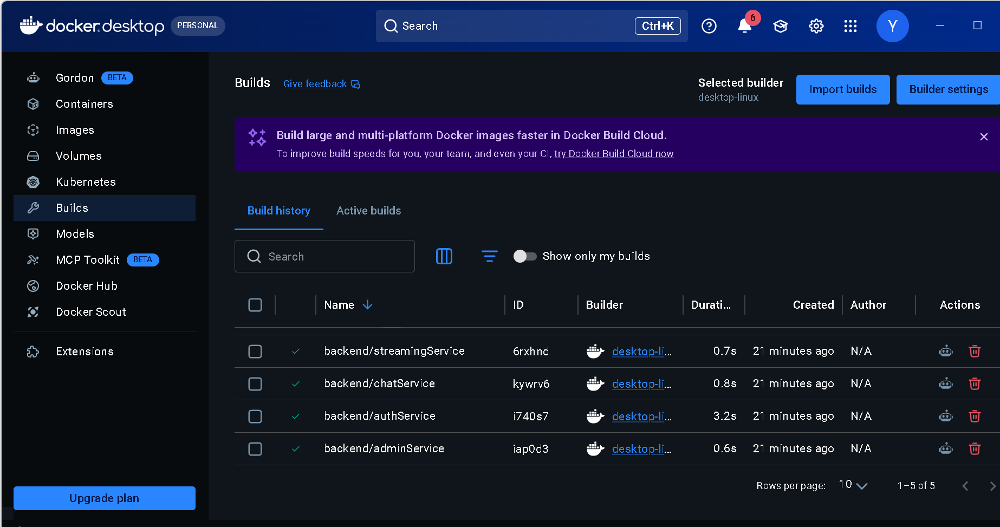 docker.desktop PERSONAL
Search Ctrl+K
6
Y
Gordon BETA
Containers
Images
Volumes
Kubernetes
Builds
Models
MCP Toolkit BETA
Docker Hub
Docker Scout
Extensions
Upgrade plan
Builds Give feedback
Selected builder
desktop-linux
Import builds
Builder settings
Build large and multi-platform Docker images faster in Docker Build Cloud.
To improve build speeds for you, your team, and even your CI, try Docker Build Cloud now
Build history Active builds
Search
Show only my builds
Name ID Builder Durati... Created Author Actions
backend/streamingService 6rxhnd desktop-li... 0.7s 21 minutes ago N/A
backend/chatService kywrv6 desktop-li... 0.8s 21 minutes ago N/A
backend/authService i740s7 desktop-li... 3.2s 21 minutes ago N/A
backend/adminService iap0d3 desktop-li... 0.6s 21 minutes ago N/A
Rows per page: 10 1–5 of 5